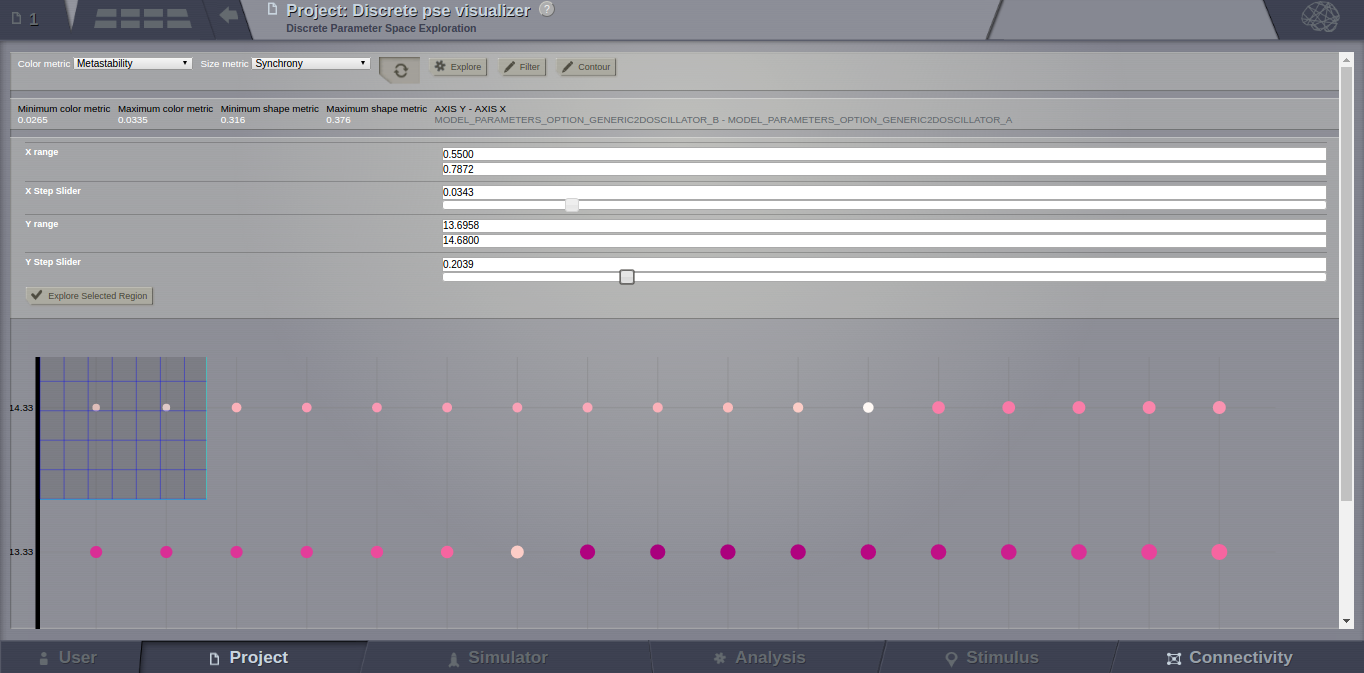 1
Project: Discrete pse visualizer ?
Discrete Parameter Space Exploration
Color metric Metastability Size metric Synchrony Explore Filter Contour
Minimum color metric Maximum color metric Minimum shape metric Maximum shape metric AXIS Y - AXIS X
0.0265 0.0335 0.316 0.376 MODEL_PARAMETERS_OPTION_GENERIC2DOSCILLATOR_B - MODEL_PARAMETERS_OPTION_GENERIC2DOSCILLATOR_A
X range 0.5500
0.7872
X Step Slider 0.0343
Y range 13.6958
14.6800
Y Step Slider 0.2039
Explore Selected Region
14.33
13.33
User Project Simulator Analysis Stimulus Connectivity